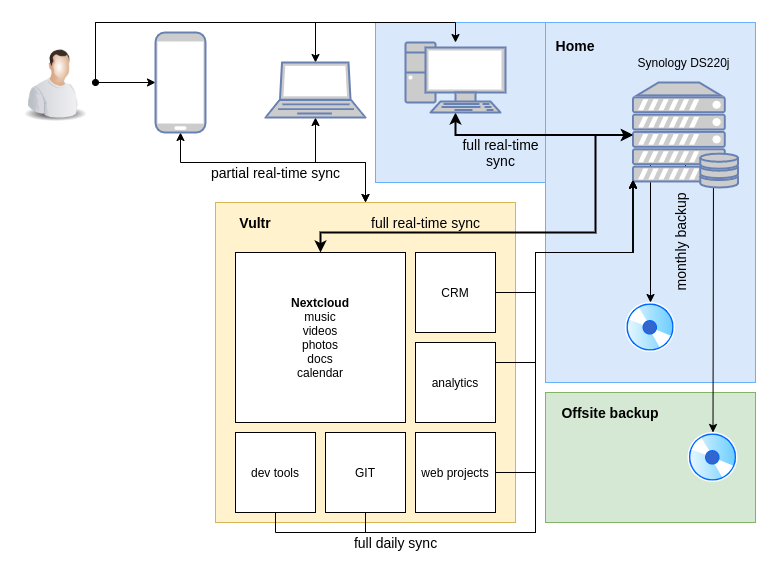 Home
Synology DS220j
full real-time
sync
partial real-time sync
monthly backup
Vultr
full real-time sync
Nextcloud
music
videos
photos
docs
calendar
CRM
analytics
Offsite backup
dev tools
GIT
web projects
full daily sync